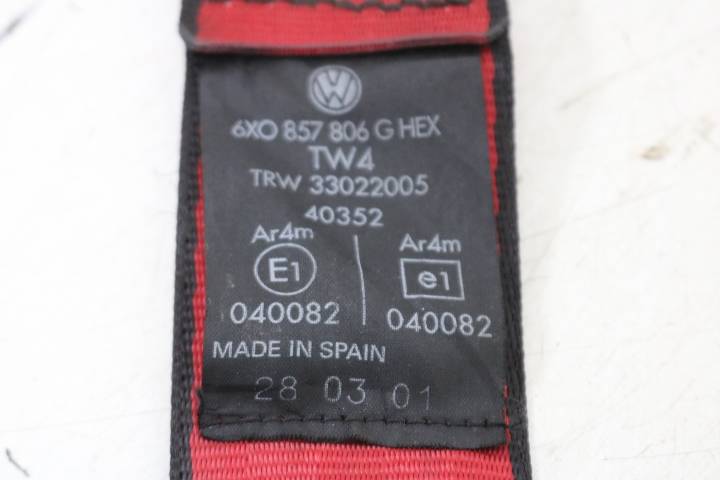 6X0 857 806 G HEX
TW4
TRW 33022005
40352
Ar4m Ar4m
E1 e1
040082 040082
MADE IN SPAIN
28 03 01